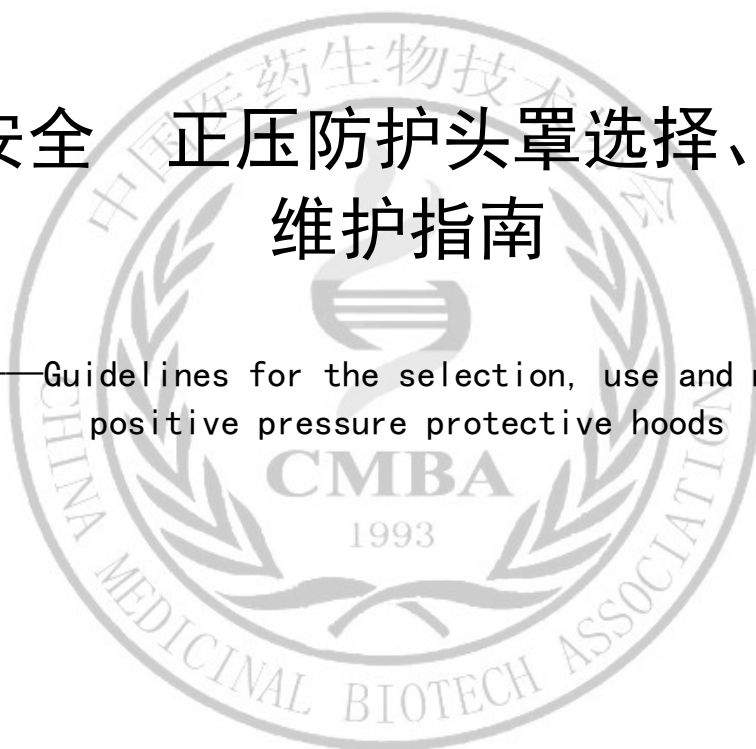 安全 正压防护头罩选择、
维护指南
——Guidelines for the selection, use and
positive pressure protective hoods
中国医药生物技术协会
CMBA
1993
CHINA MEDICINAL BIOTECH ASSOCIATION